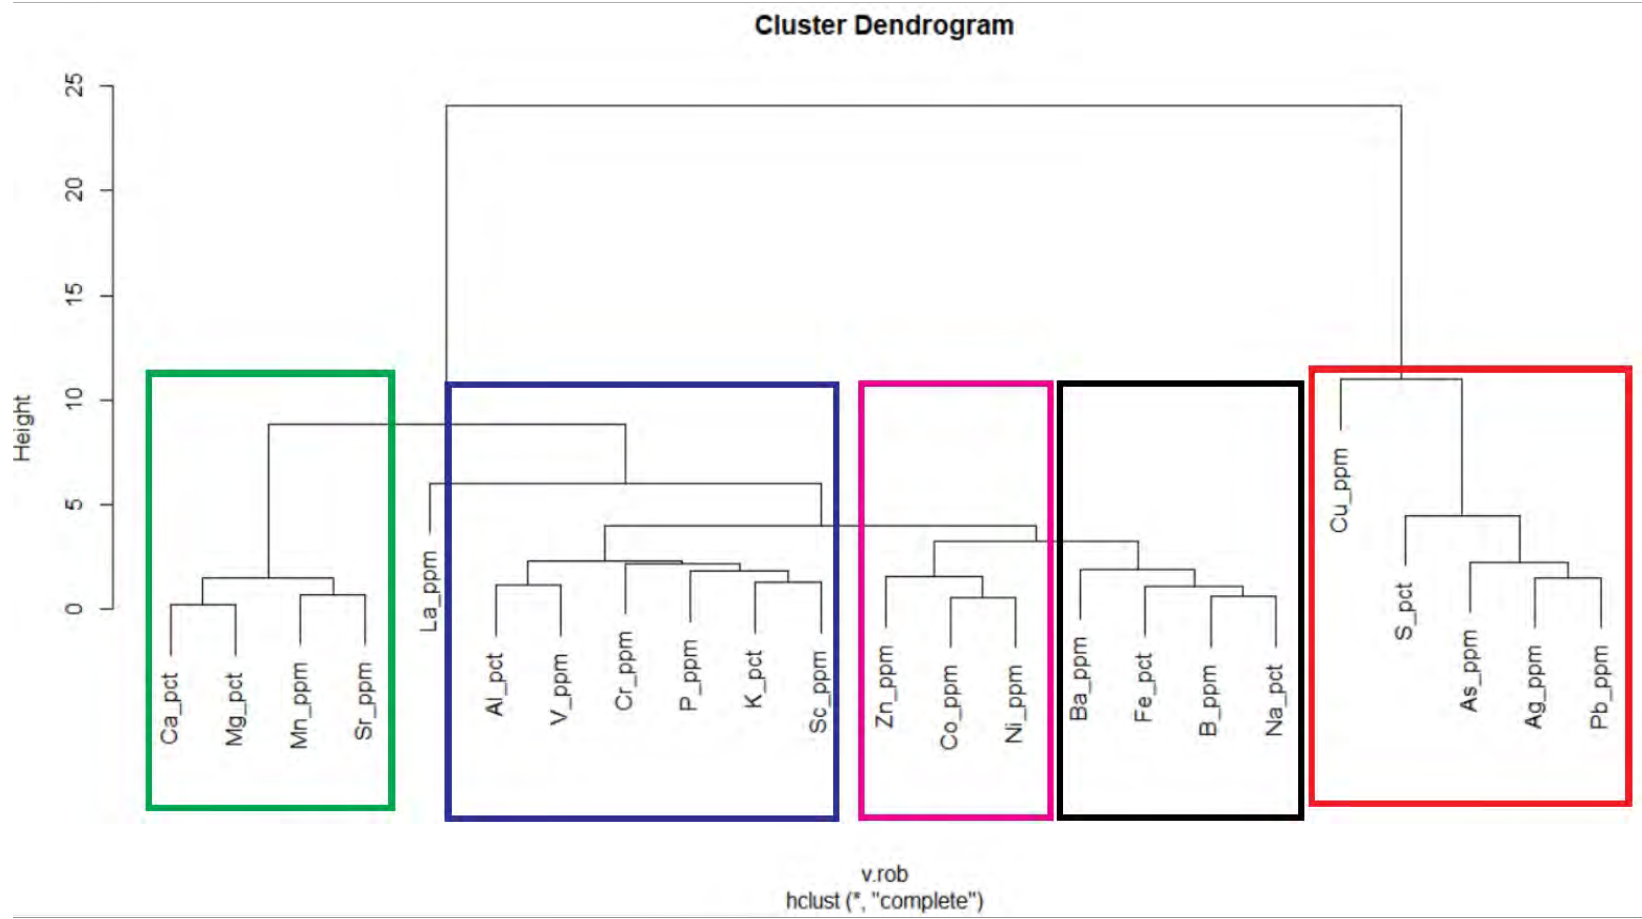 Cluster Dendrogram
25
20
15
10
5
0
Height
Ca_pct
Mg_pct
Mn_ppm
Sr_ppm
La_ppm
Al_pct
V_ppm
Cr_ppm
P_ppm
K_pct
Sc_ppm
Zn_ppm
Co_ppm
Ni_ppm
Ba_ppm
Fe_pct
B_ppm
Na_pct
Cu_ppm
S_pct
As_ppm
Ag_ppm
Pb_ppm
v.rob
hclust (*, "complete")